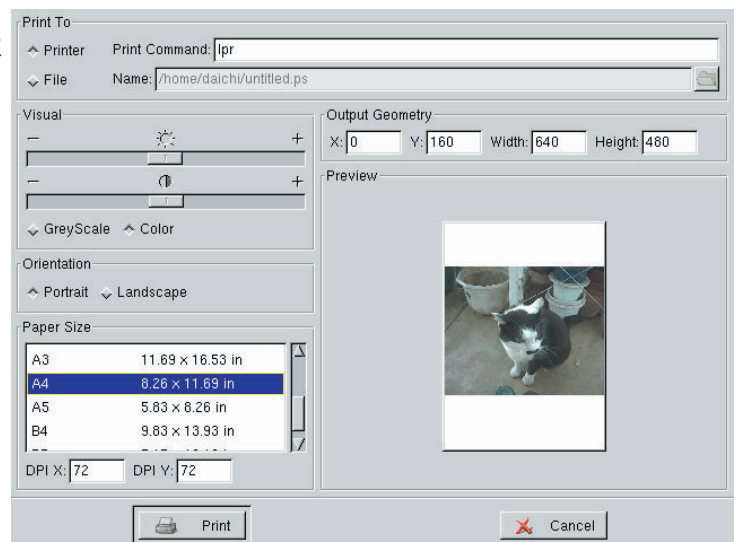 Print To
Printer Print Command: lpr
File Name: /home/daichi/untitled.ps
Visual
- +
- +
GreyScale Color
Orientation
Portrait Landscape
Paper Size
A3 11.69 × 16.53 in
A4 8.26 × 11.69 in
A5 5.83 × 8.26 in
B4 9.83 × 13.93 in
DPI X: 72 DPI Y: 72
Output Geometry
X: 0 Y: 160 Width: 640 Height: 480
Preview
Print Cancel